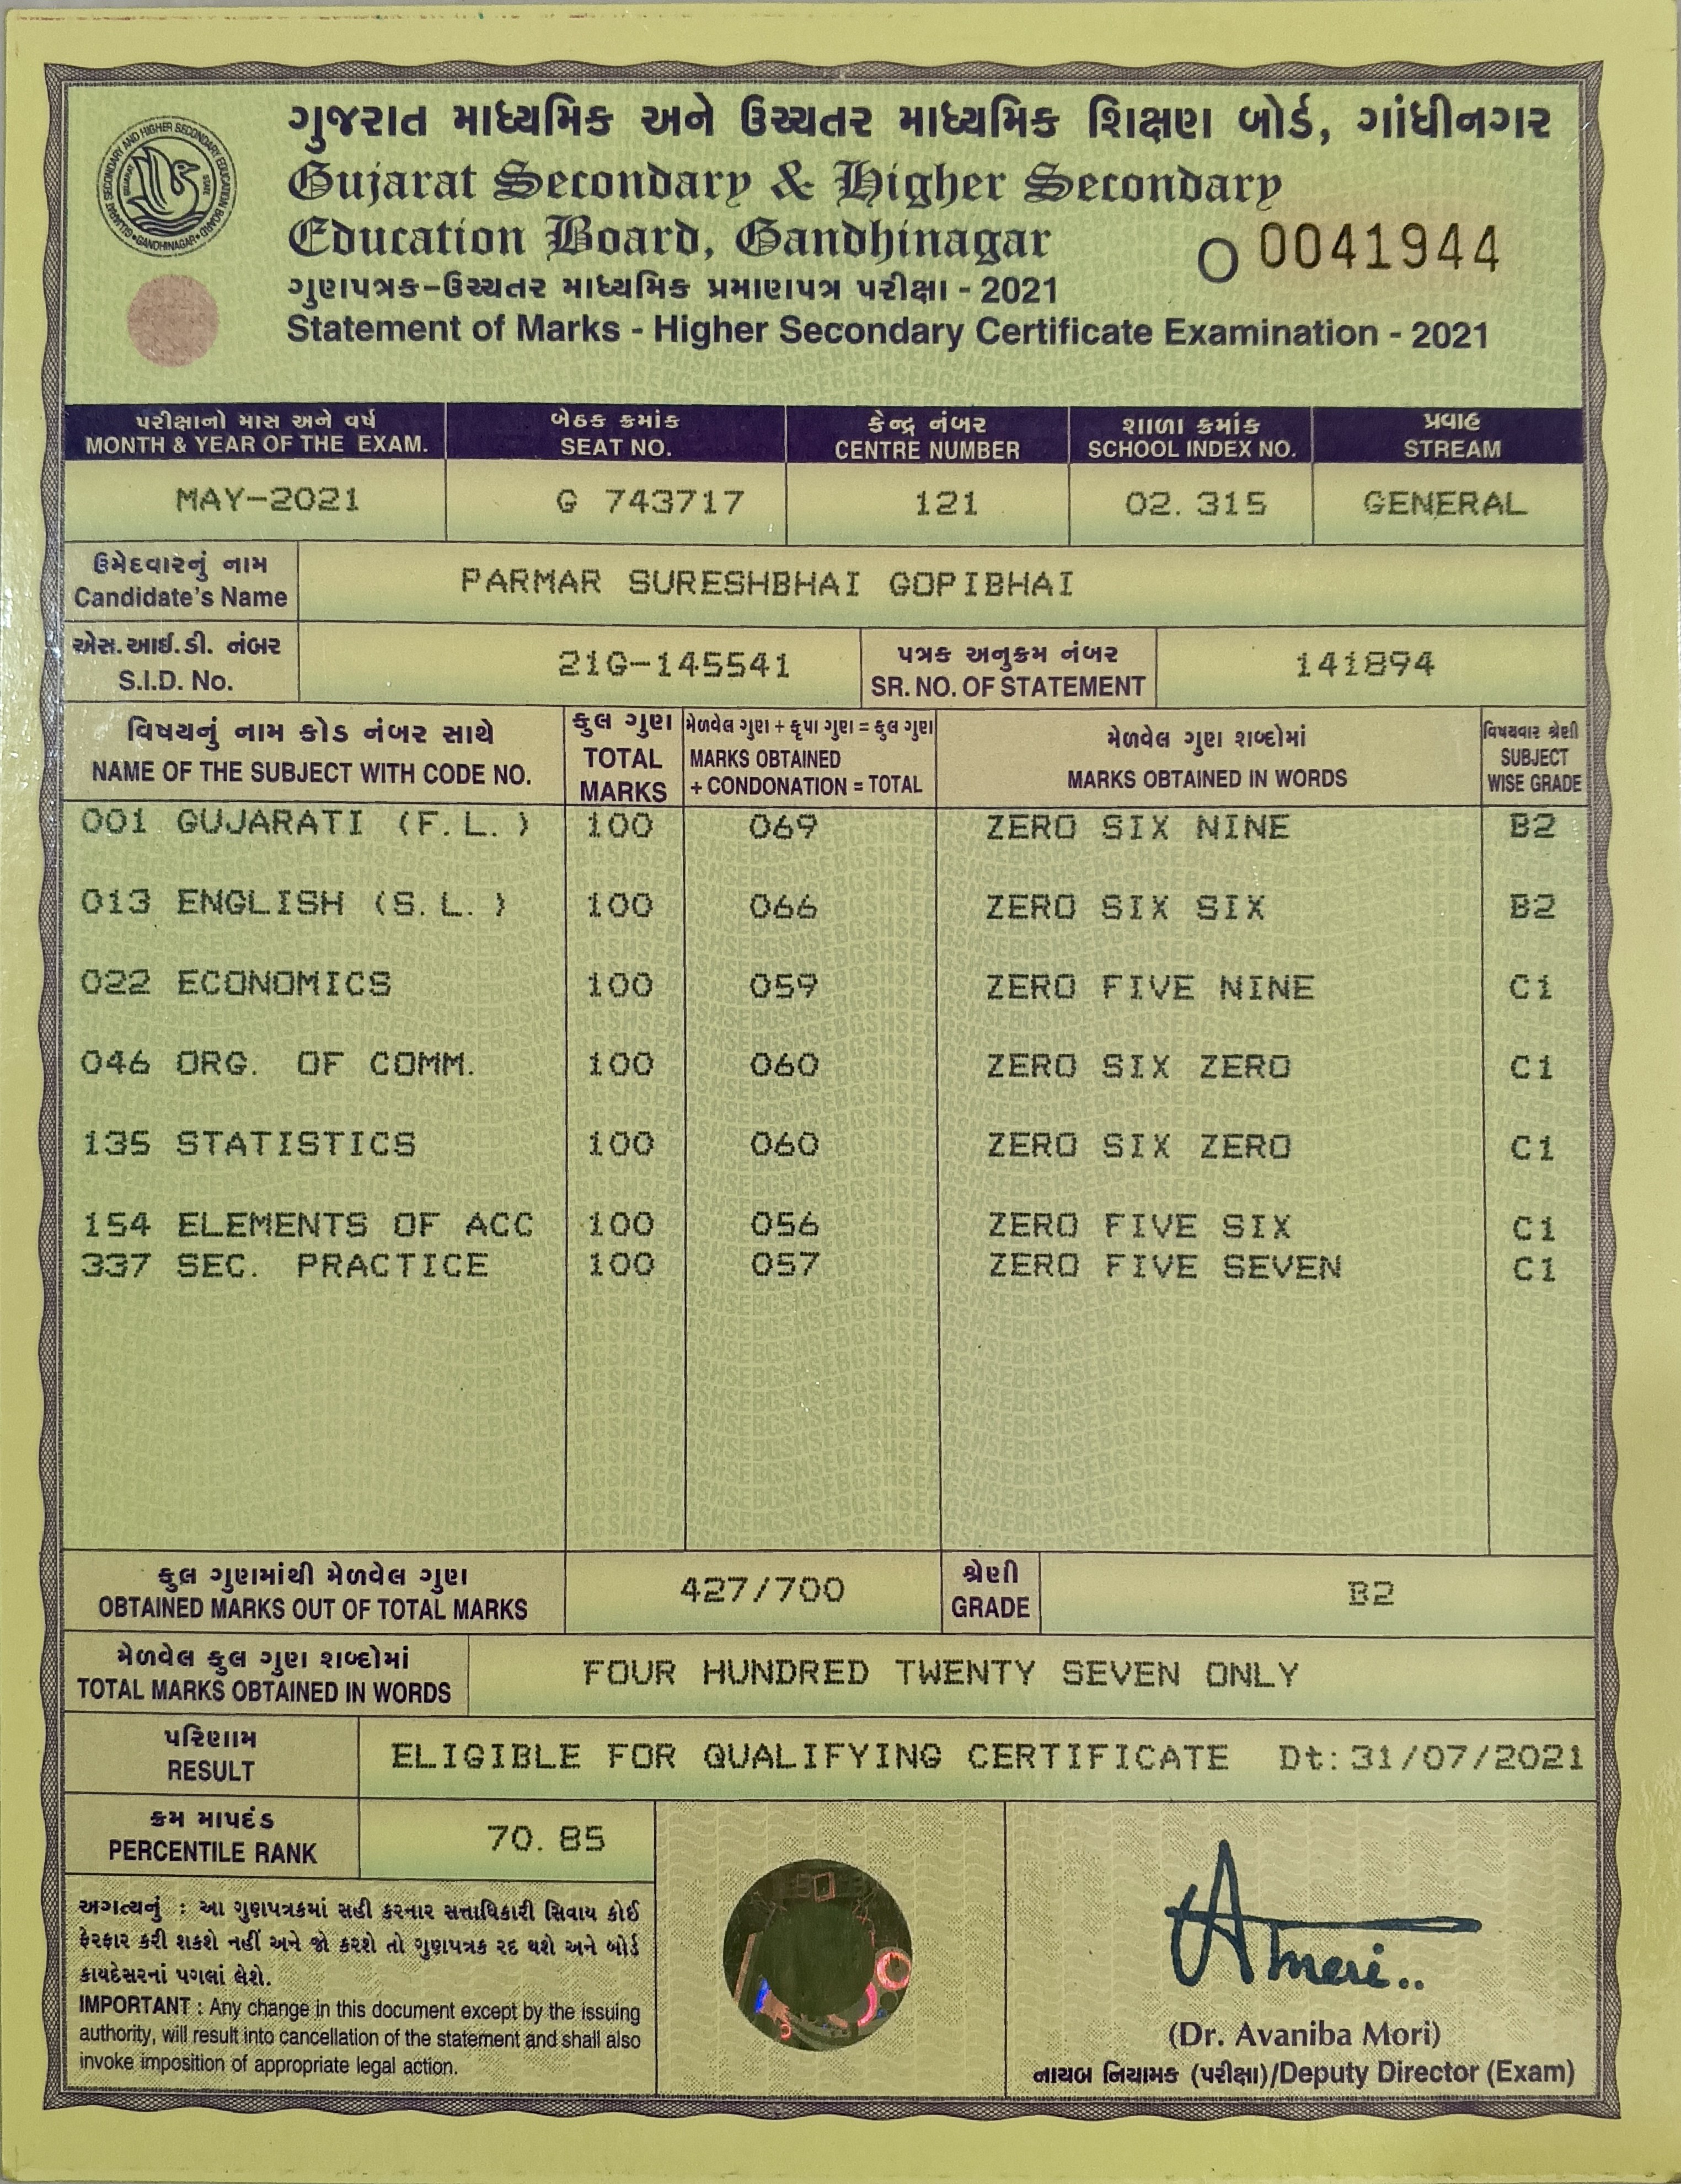 ગુજરાત માધ્યમિક અને ઉચ્ચતર માધ્યમિક શિક્ષણ બોર્ડ, ગાંધીનગર
Gujarat Secondary & Higher Secondary
Education Board, Gandhinagar
O 0041944
ગુણપત્રક-ઉચ્ચતર માધ્યમિક પ્રમાણપત્ર પરીક્ષા - 2021
Statement of Marks - Higher Secondary Certificate Examination - 2021
પરીક્ષાનો માસ અને વર્ષ બેઠક ક્રમાંક કેન્દ્ર નંબર શાળા ક્રમાંક પ્રવાહ
MONTH & YEAR OF THE EXAM. SEAT NO. CENTRE NUMBER SCHOOL INDEX NO. STREAM
MAY-2021 G 743717 121 02.315 GENERAL
ઉમેદવારનું નામ
Candidate's Name PARMAR SURESHBHAI GOPIBHAI
એસ.આઈ.ડી. નંબર
S.I.D. No. 21G-145541
પત્રક અનુક્રમ નંબર
SR. NO. OF STATEMENT 141894
વિષયનું નામ કોડ નંબર સાથે
NAME OF THE SUBJECT WITH CODE NO.
કુલ ગુણ
TOTAL
MARKS
મેળવેલ ગુણ + કૃપા ગુણ = કુલ ગુણ
MARKS OBTAINED
+ CONDONATION = TOTAL
મેળવેલ ગુણ શબ્દોમાં
MARKS OBTAINED IN WORDS
વિષયવાર શ્રેણી
SUBJECT
WISE GRADE
001 GUJARATI (F.L.) 100 069 ZERO SIX NINE B2
013 ENGLISH (S.L.) 100 066 ZERO SIX SIX B2
022 ECONOMICS 100 059 ZERO FIVE NINE C1
046 ORG. OF COMM. 100 060 ZERO SIX ZERO C1
135 STATISTICS 100 060 ZERO SIX ZERO C1
154 ELEMENTS OF ACC 100 056 ZERO FIVE SIX C1
337 SEC. PRACTICE 100 057 ZERO FIVE SEVEN C1
કુલ ગુણમાંથી મેળવેલ ગુણ
OBTAINED MARKS OUT OF TOTAL MARKS 427/700
શ્રેણી
GRADE B2
મેળવેલ કુલ ગુણ શબ્દોમાં
TOTAL MARKS OBTAINED IN WORDS FOUR HUNDRED TWENTY SEVEN ONLY
પરિણામ
RESULT ELIGIBLE FOR QUALIFYING CERTIFICATE Dt: 31/07/2021
ક્રમ માપદંડ
PERCENTILE RANK 70.85
અગત્યનું : આ ગુણપત્રકમાં સહી કરનાર સત્તાધિકારી સિવાય કોઈ
ફેરફાર કરી શકશે નહીં અને જો કરશે તો ગુણપત્રક રદ થશે અને બોર્ડ
કાયદેસરનાં પગલાં લેશે.
IMPORTANT : Any change in this document except by the issuing
authority, will result into cancellation of the statement and shall also
invoke imposition of appropriate legal action.
(Dr. Avaniba Mori)
નાયબ નિયામક (પરીક્ષા)/Deputy Director (Exam)